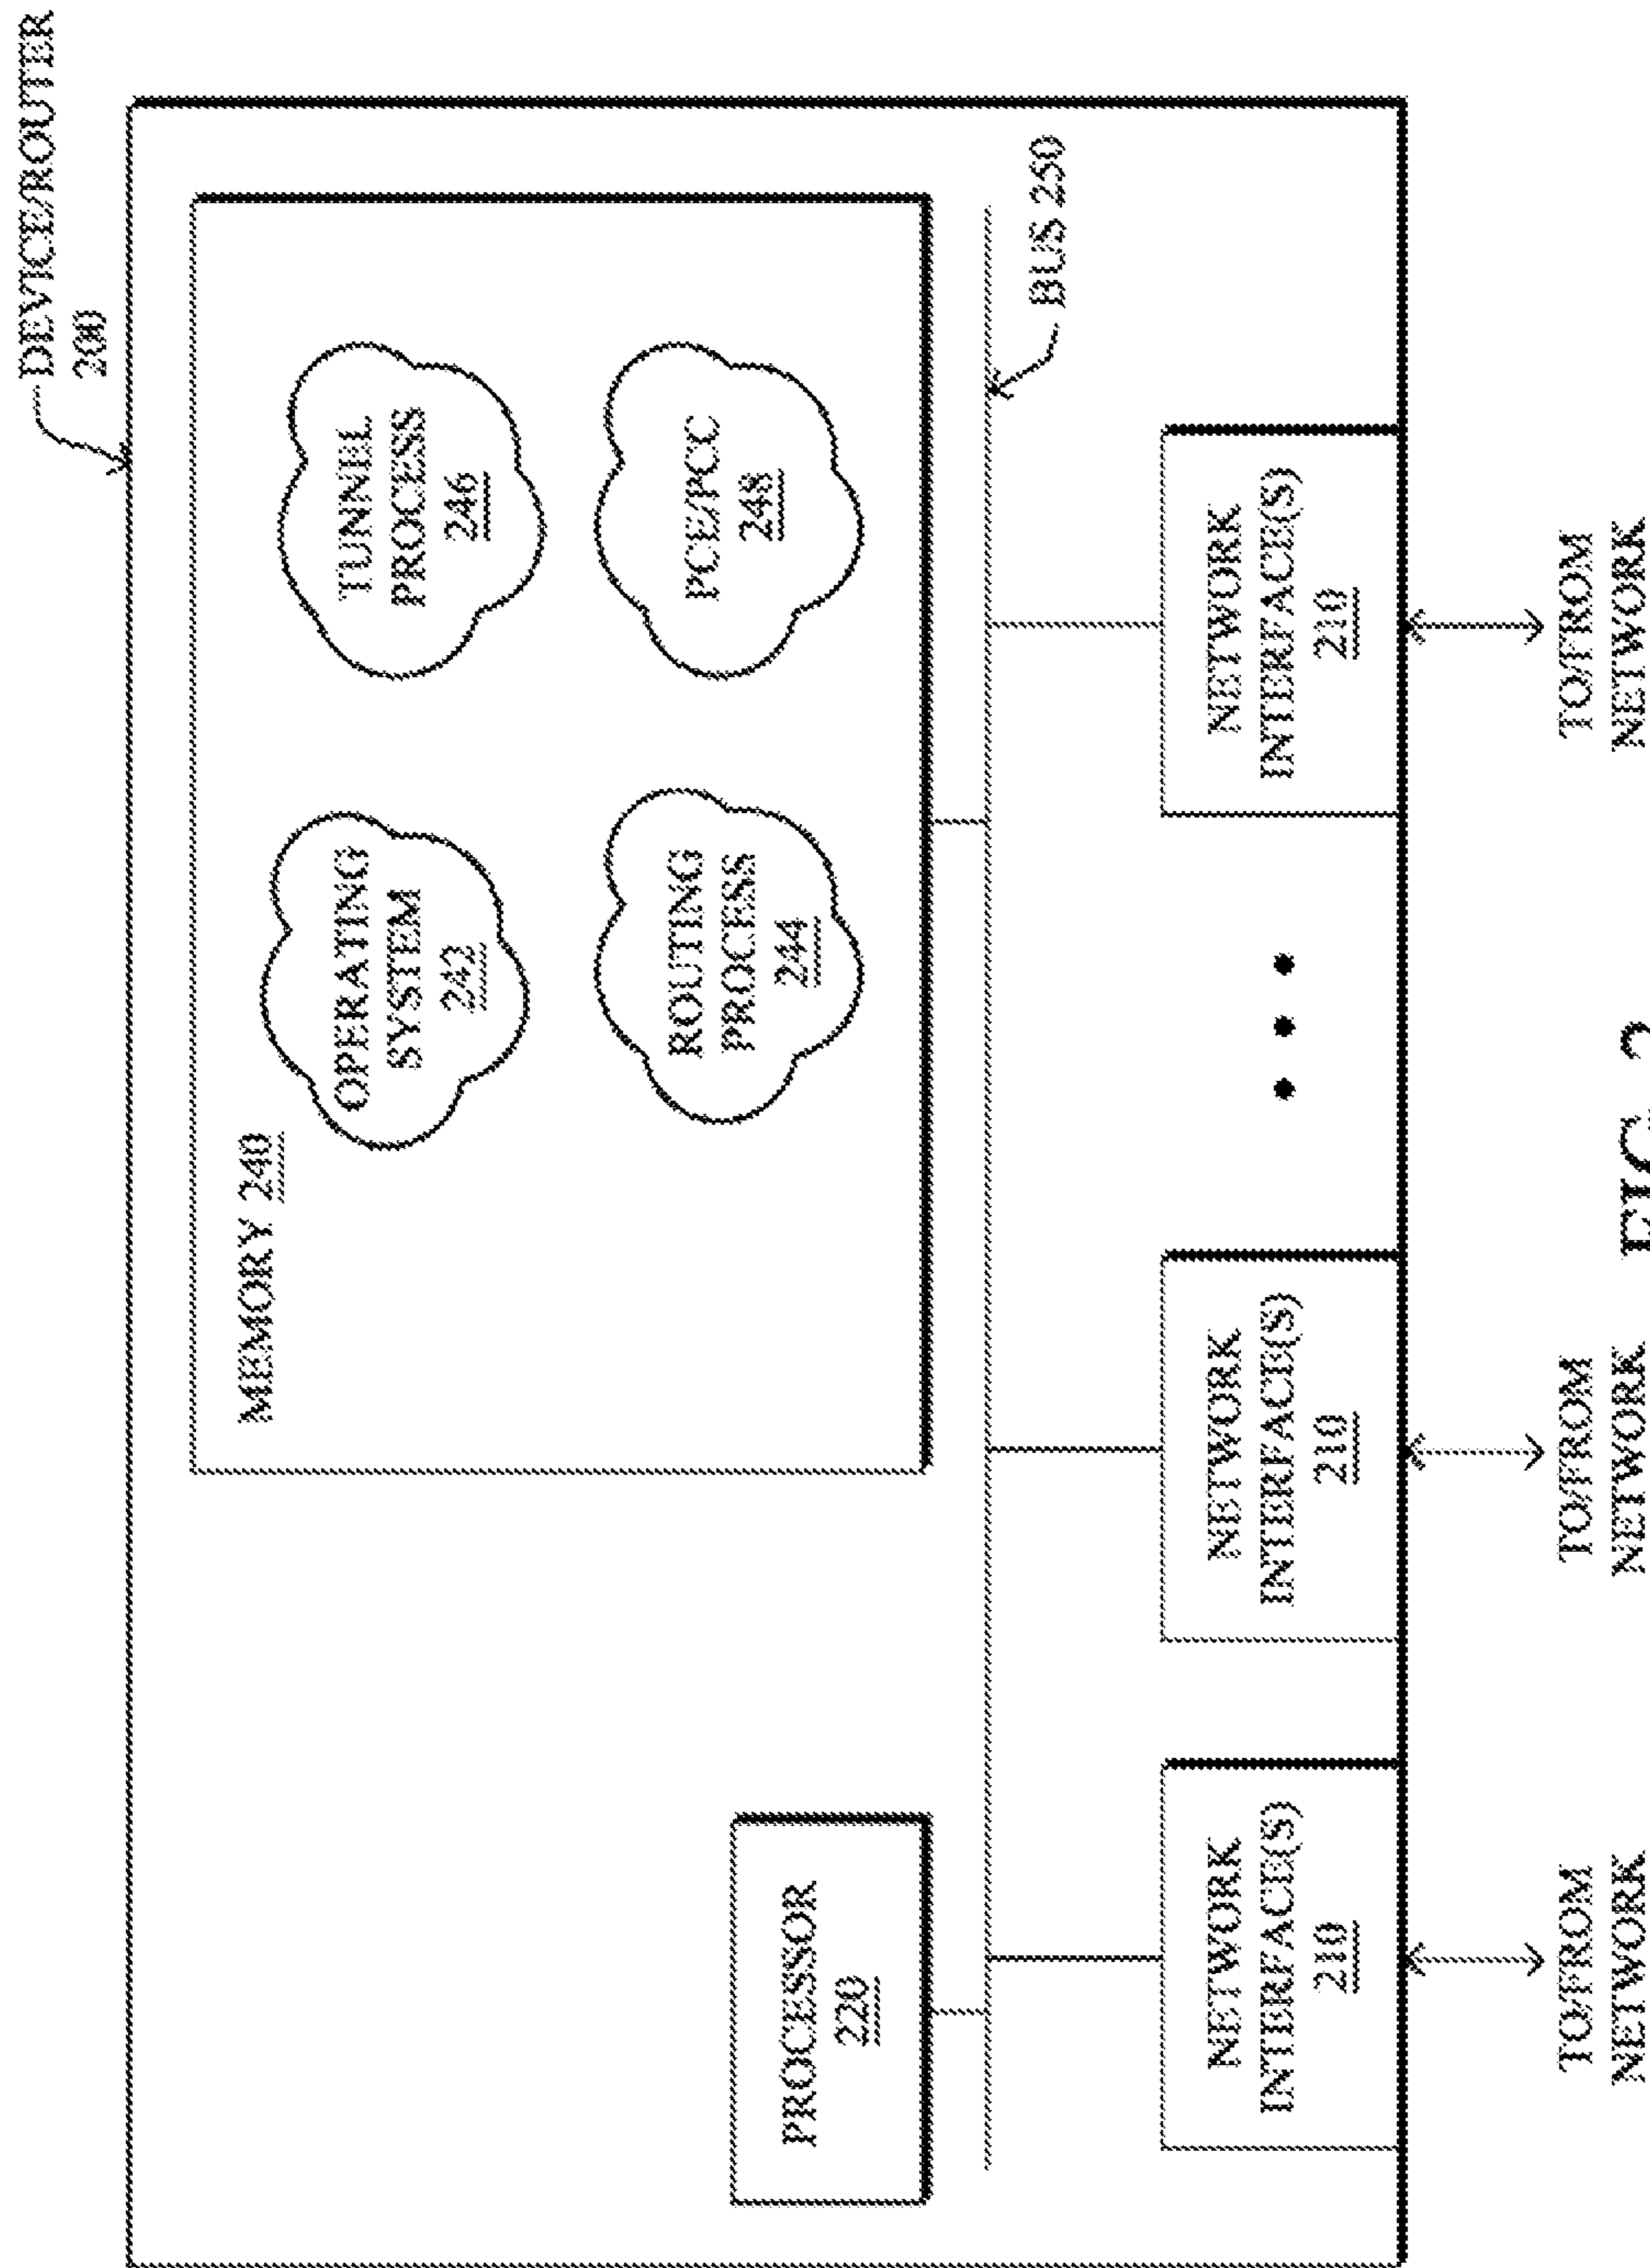 DEVICE/ROUTER
200
MEMORY 240
OPERATING
SYSTEM
242
TUNNEL
PROCESS
246
ROUTING
PROCESS
244
PCE/PCC
248
PROCESSOR
220
BUS 250
NETWORK
INTERFACE(S)
210
NETWORK
INTERFACE(S)
210
NETWORK
INTERFACE(S)
210
TO/FROM
NETWORK
TO/FROM
NETWORK
TO/FROM
NETWORK
FIG. 2